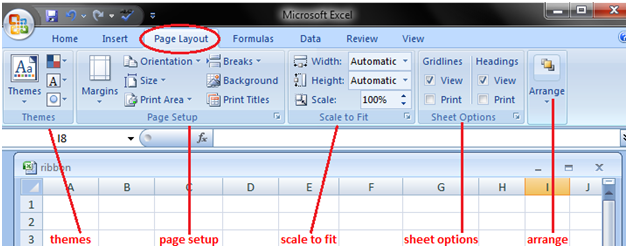 Microsoft Excel
Home Insert Page Layout Formulas Data Review View
Themes
Aa
A
Themes
Margins
Orientation
Size
Print Area
Breaks
Background
Print Titles
Page Setup
Width: Automatic
Height: Automatic
Scale: 100%
Scale to Fit
Gridlines Headings
View View
Print Print
Sheet Options
Arrange
I8 fx
ribbon
A B C D E F G H I J
1
2
3
themes page setup scale to fit sheet options arrange